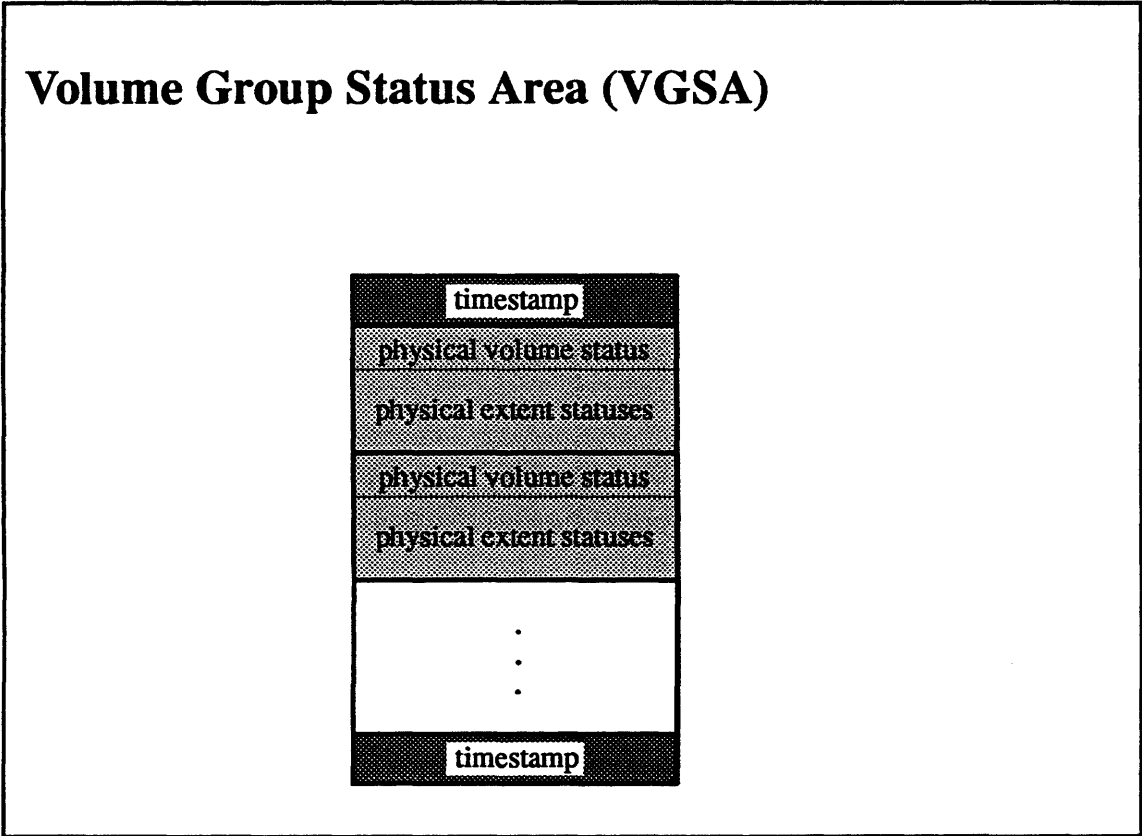 Volume Group Status Area (VGSA)
timestamp
physical volume status
physical extent statuses
physical volume status
physical extent statuses
.
.
.
timestamp